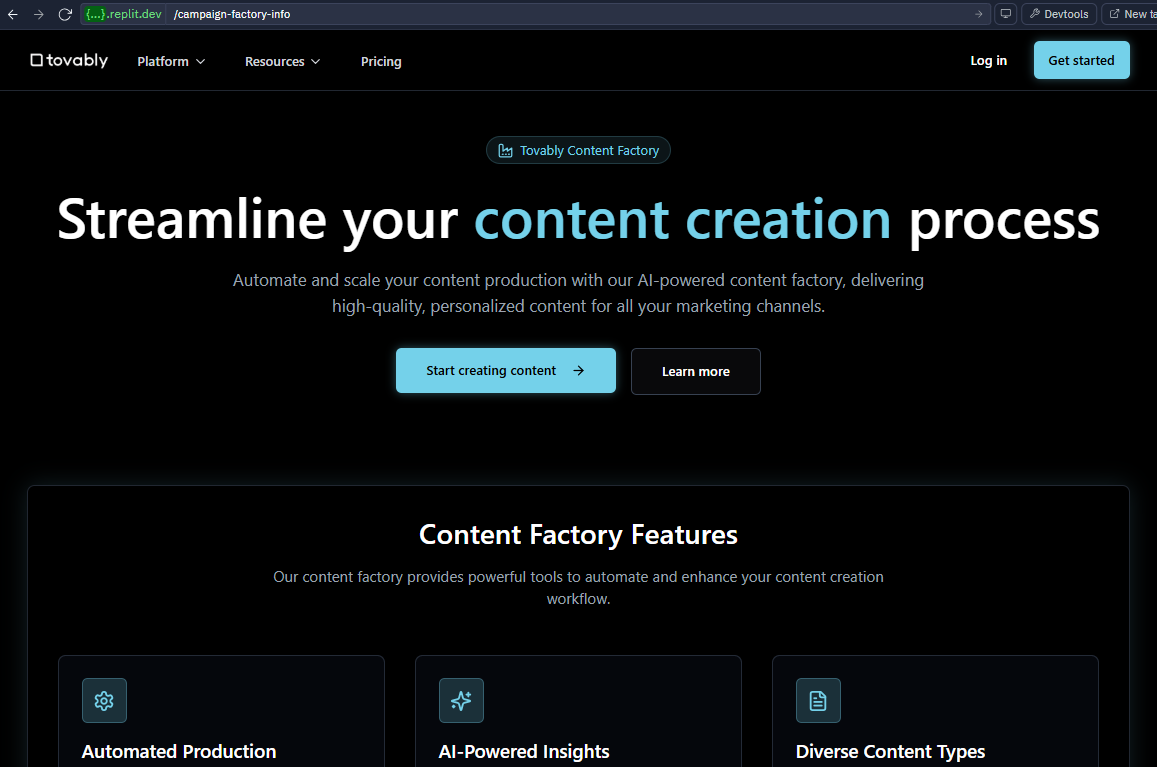 {...}.replit.dev /campaign-factory-info Devtools New ta
tovably Platform Resources Pricing Log in Get started
Tovably Content Factory
Streamline your content creation process
Automate and scale your content production with our AI-powered content factory, delivering
high-quality, personalized content for all your marketing channels.
Start creating content Learn more
Content Factory Features
Our content factory provides powerful tools to automate and enhance your content creation
workflow.
Automated Production AI-Powered Insights Diverse Content Types